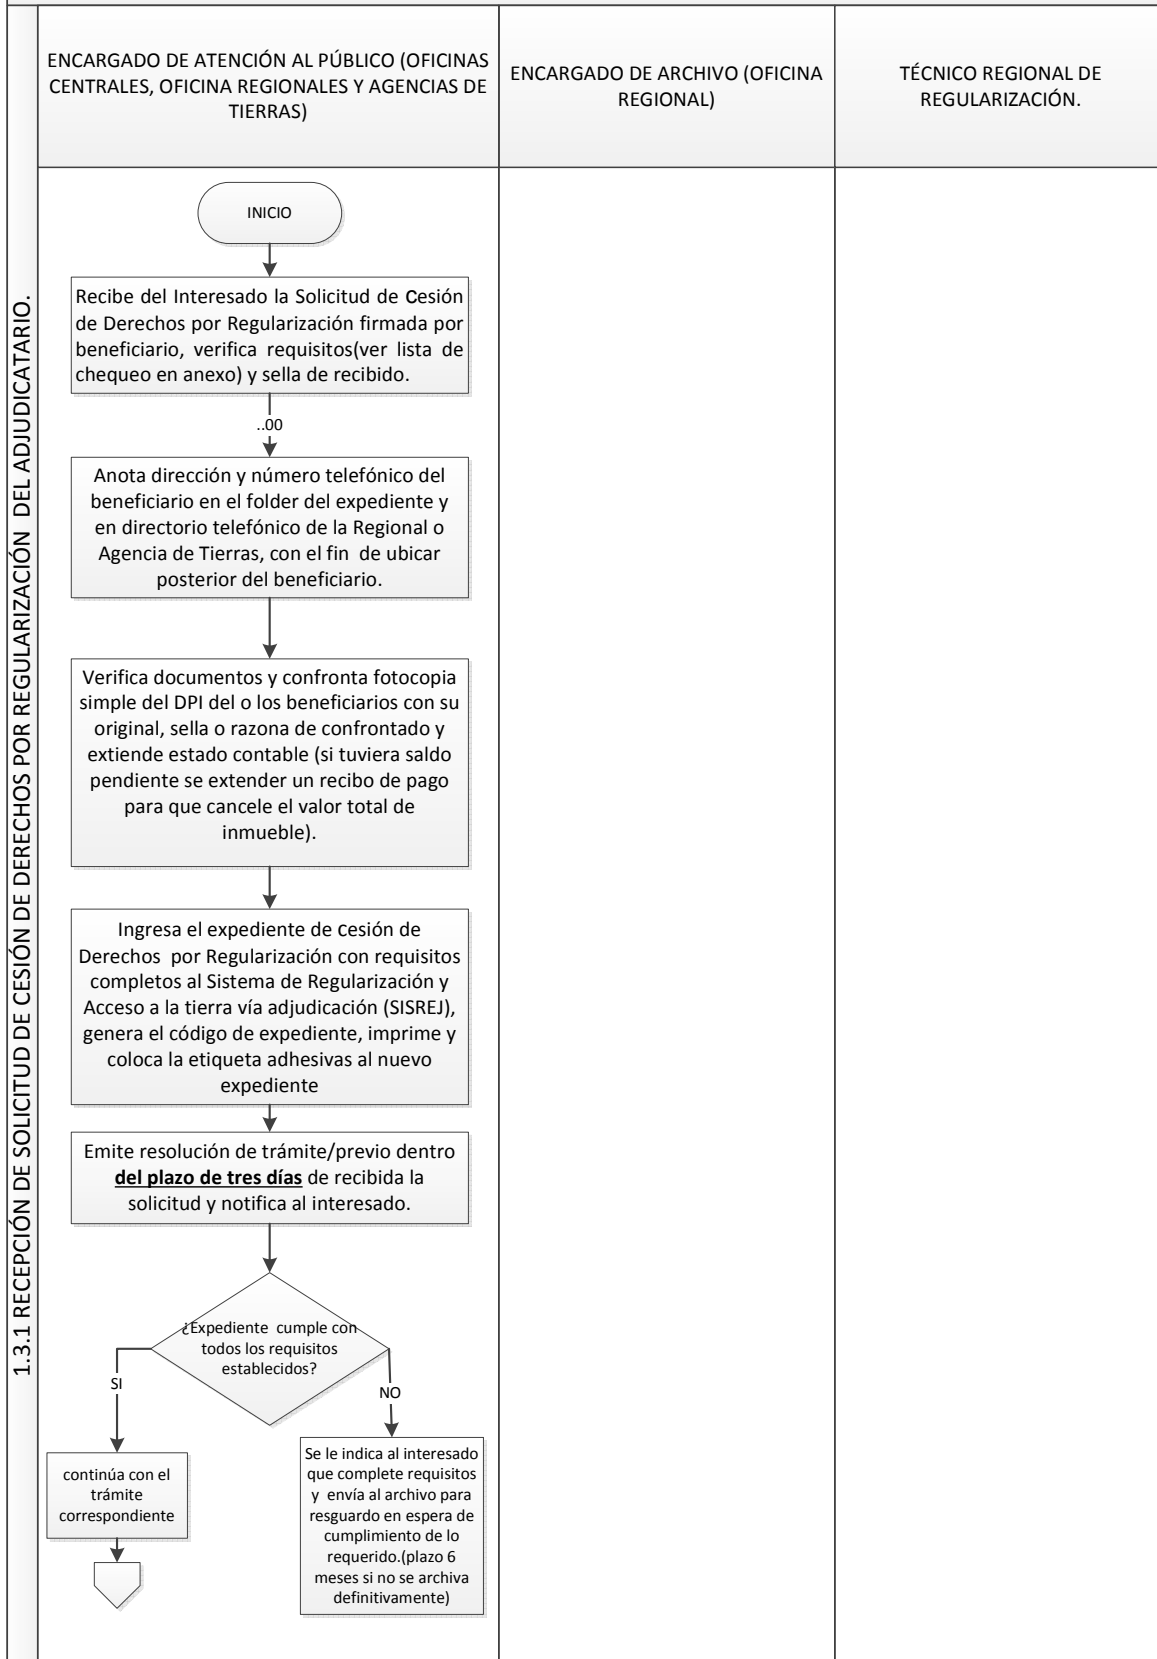 1.3.1 RECEPCIÓN DE SOLICITUD DE CESIÓN DE DERECHOS POR REGULARIZACIÓN DEL ADJUDICATARIO.
ENCARGADO DE ATENCIÓN AL PÚBLICO (OFICINAS
CENTRALES, OFICINA REGIONALES Y AGENCIAS DE
TIERRAS)
ENCARGADO DE ARCHIVO (OFICINA
REGIONAL)
TÉCNICO REGIONAL DE
REGULARIZACIÓN.
INICIO
Recibe del Interesado la Solicitud de Cesión
de Derechos por Regularización firmada por
beneficiario, verifica requisitos(ver lista de
chequeo en anexo) y sella de recibido.
..00
Anota dirección y número telefónico del
beneficiario en el folder del expediente y
en directorio telefónico de la Regional o
Agencia de Tierras, con el fin de ubicar
posterior del beneficiario.
Verifica documentos y confronta fotocopia
simple del DPI del o los beneficiarios con su
original, sella o razona de confrontado y
extiende estado contable (si tuviera saldo
pendiente se extender un recibo de pago
para que cancele el valor total de
inmueble).
Ingresa el expediente de cesión de
Derechos por Regularización con requisitos
completos al Sistema de Regularización y
Acceso a la tierra vía adjudicación (SISREJ),
genera el código de expediente, imprime y
coloca la etiqueta adhesivas al nuevo
expediente
Emite resolución de trámite/previo dentro
del plazo de tres días de recibida la
solicitud y notifica al interesado.
¿Expediente cumple con
todos los requisitos
establecidos?
SI
NO
continúa con el
trámite
correspondiente
Se le indica al interesado
que complete requisitos
y envía al archivo para
resguardo en espera de
cumplimiento de lo
requerido.(plazo 6
meses si no se archiva
definitivamente)